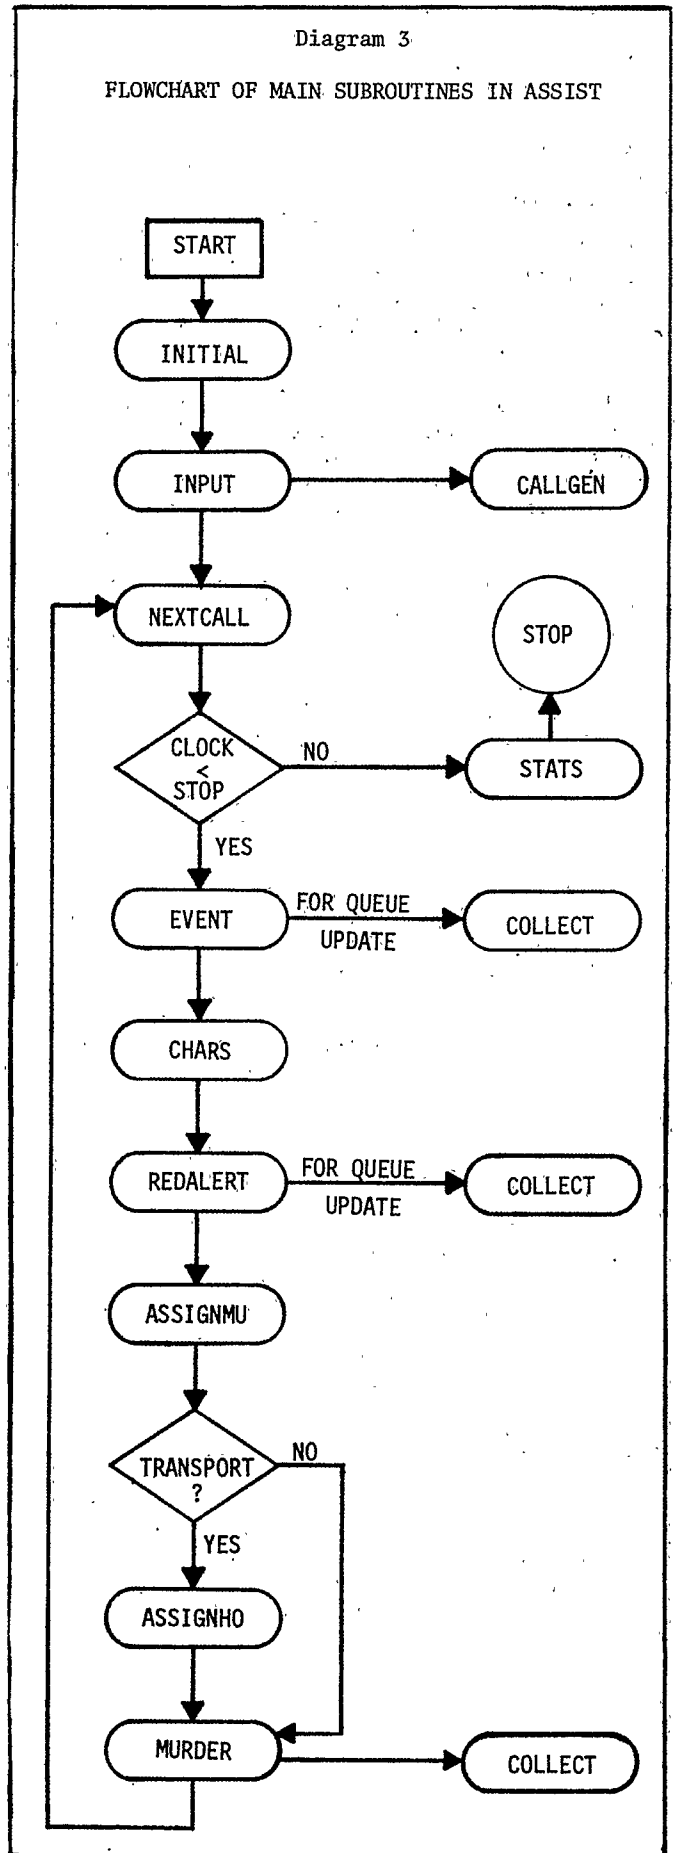 Diagram 3
FLOWCHART OF MAIN SUBROUTINES IN ASSIST
START
INITIAL
INPUT
CALLGEN
NEXTCALL
STOP
CLOCK
<
STOP
NO
STATS
YES
EVENT
FOR QUEUE
UPDATE
COLLECT
CHARS
REDALERT
FOR QUEUE
UPDATE
COLLECT
ASSIGNMU
TRANSPORT
?
NO
YES
ASSIGNHO
MURDER
COLLECT